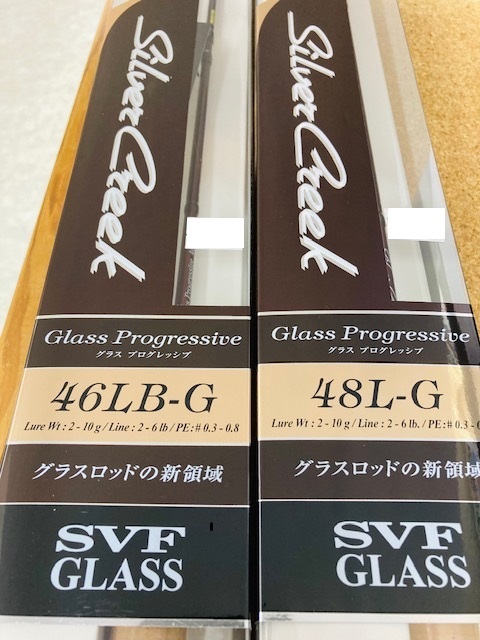 Silver Creek
Glass Progressive
グラス プログレッシブ
46LB-G
Lure Wt : 2 - 10 g / Line : 2 - 6 lb / PE : # 0.3 - 0.8
グラスロッドの新領域
SVF
GLASS
Silver Creek
Glass Progressive
グラス プログレッシブ
48L-G
Lure Wt : 2 - 10 g / Line : 2 - 6 lb. / PE : # 0.3 -
グラスロッドの新領域
SVF
GLASS